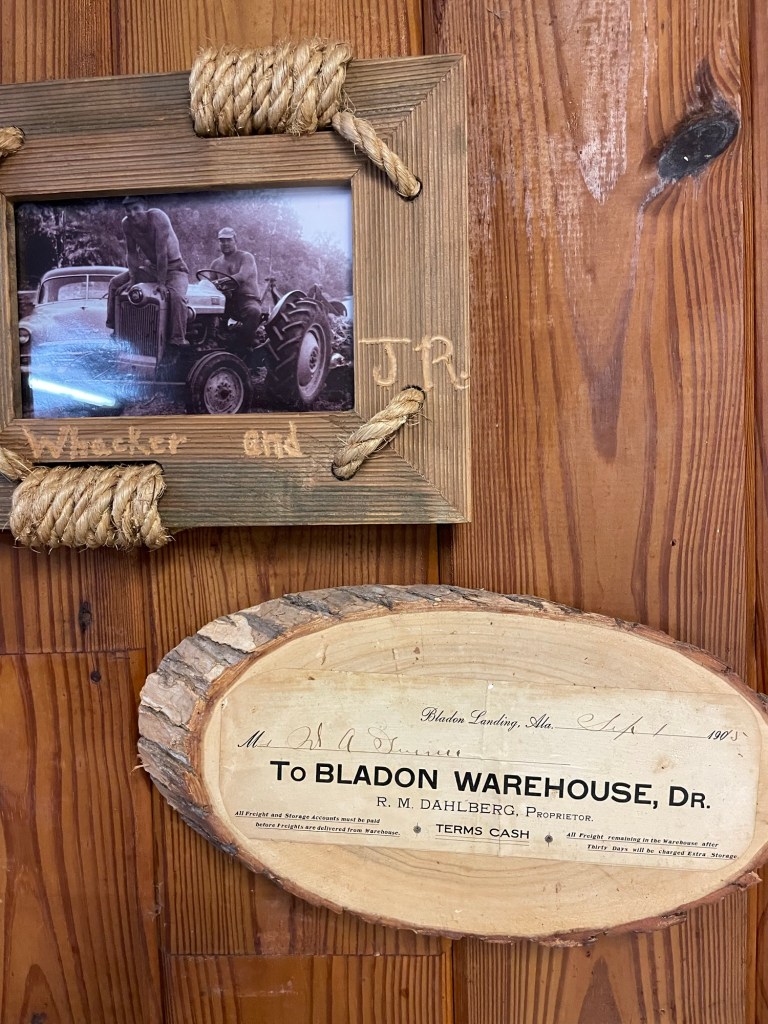 J R.
Whacker and
Bladon Landing, Ala. Sep 1 1905
M W A
To BLADON WAREHOUSE, DR.
R. M. DAHLBERG, PROPRIETOR.
All Freight and Storage Accounts must be paid
before Freights are delivered from Warehouse.
TERMS CASH
All Freight remaining in the Warehouse after
Thirty Days will be charged Extra Storage.